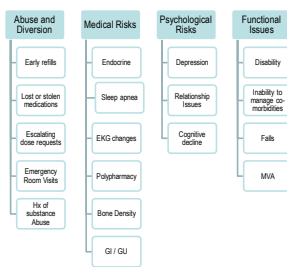 Abuse and
Diversion
Early refills
Lost or stolen
medications
Escalating
dose requests
Emergency
Room Visits
Hx of
substance
Abuse
Medical Risks
Endocrine
Sleep apnea
EKG changes
Polypharmacy
Bone Density
GI / GU
Psychological
Risks
Depression
Relationship
Issues
Cognitive
decline
Functional
Issues
Disability
Inability to
manage co-
morbidities
Falls
MVA